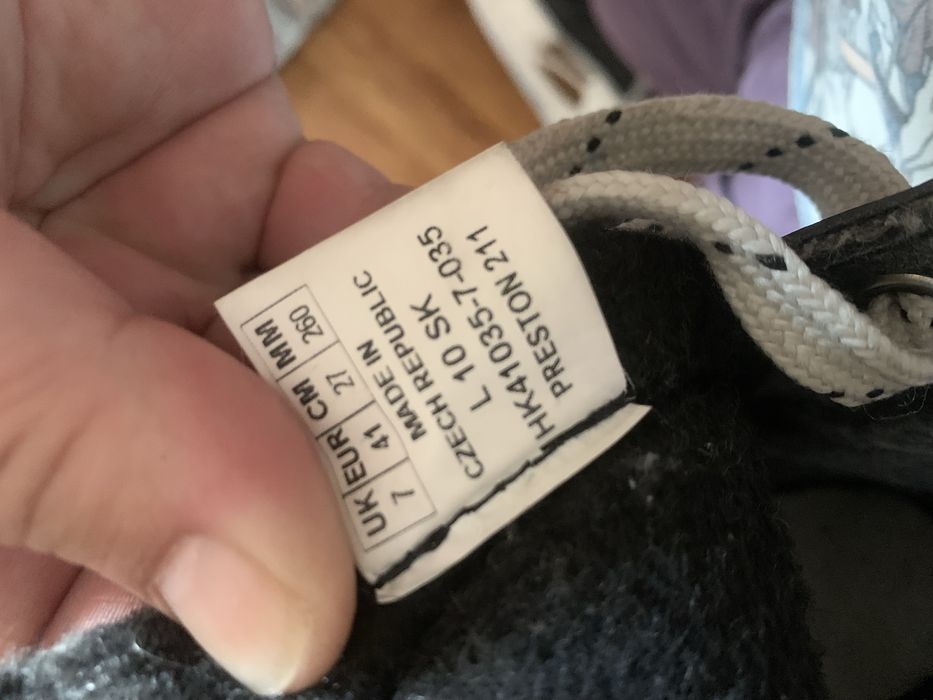 PRESTON 211
HK41035-7-035
L 10 SK
CZECH REPUBLIC
MADE IN
UK EUR CM MM
7 41 27 260